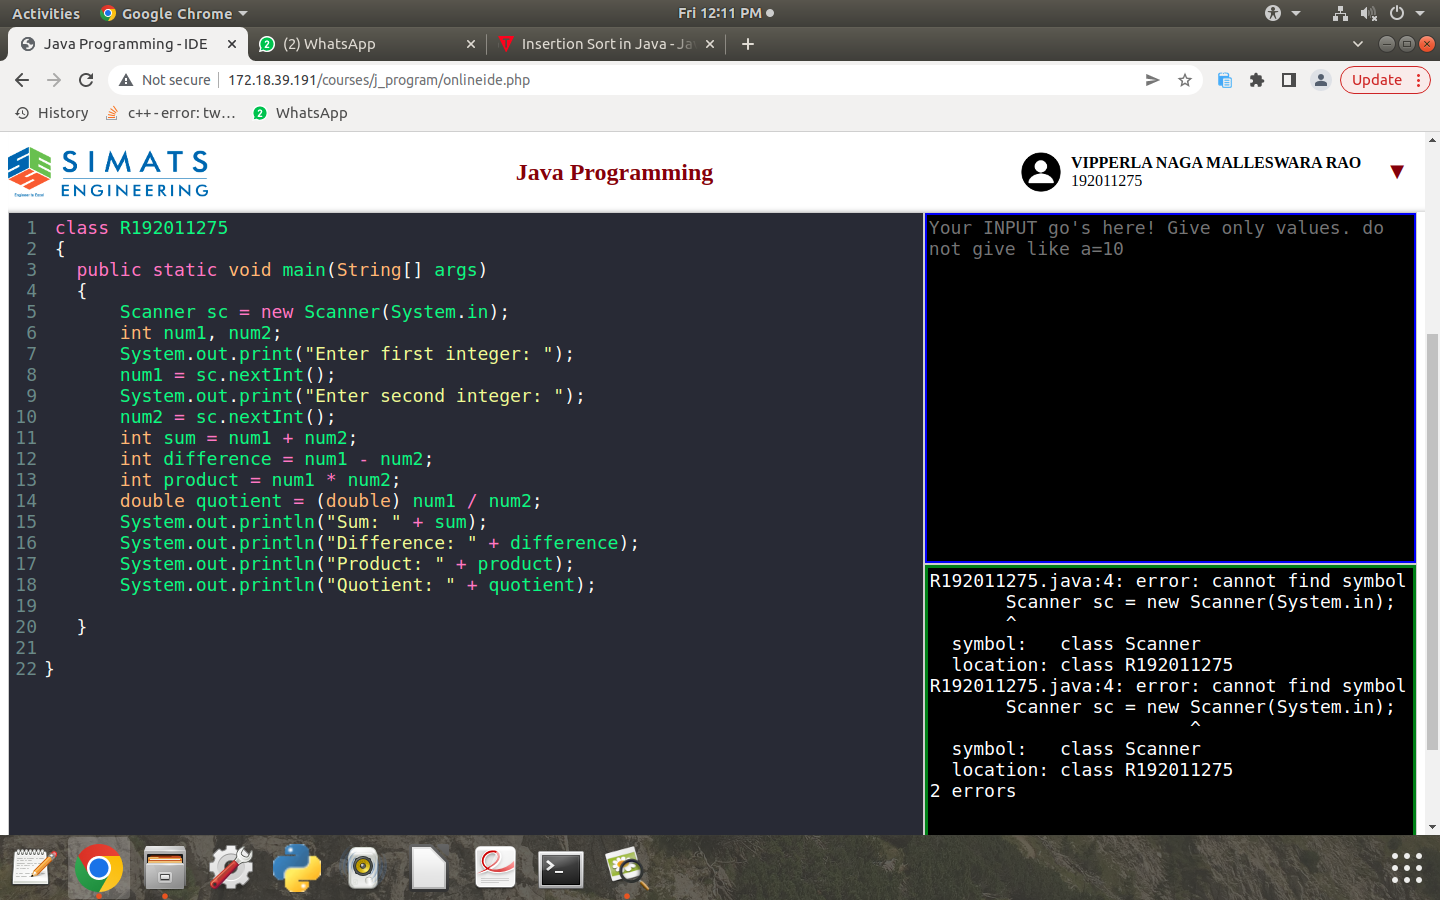 Activities
Google Chrome
Fri 12:11 PM
Java Programming - IDE
(2) WhatsApp
Insertion Sort in Java - Ja
Not secure
172.18.39.191/courses/j_program/onlineide.php
Update
History
c++ - error: tw...
2 WhatsApp
SIMATS
ENGINEERING
Java Programming
VIPPERLA NAGA MALLESWARA RAO
192011275
1 class R192011275
2 {
3 public static void main(String[] args)
4 {
5 Scanner sc = new Scanner(System.in);
6 int num1, num2;
7 System.out.print("Enter first integer: ");
8 num1 = sc.nextInt();
9 System.out.print("Enter second integer: ");
10 num2 = sc.nextInt();
11 int sum = num1 + num2;
12 int difference = num1 - num2;
13 int product = num1 * num2;
14 double quotient = (double) num1 / num2;
15 System.out.println("Sum: " + sum);
16 System.out.println("Difference: " + difference);
17 System.out.println("Product: " + product);
18 System.out.println("Quotient: " + quotient);
19
20 }
21
22 }
Your INPUT go's here! Give only values. do
not give like a=10
R192011275.java:4: error: cannot find symbol
Scanner sc = new Scanner(System.in);
^
symbol:   class Scanner
location: class R192011275
R192011275.java:4: error: cannot find symbol
Scanner sc = new Scanner(System.in);
^
symbol:   class Scanner
location: class R192011275
2 errors